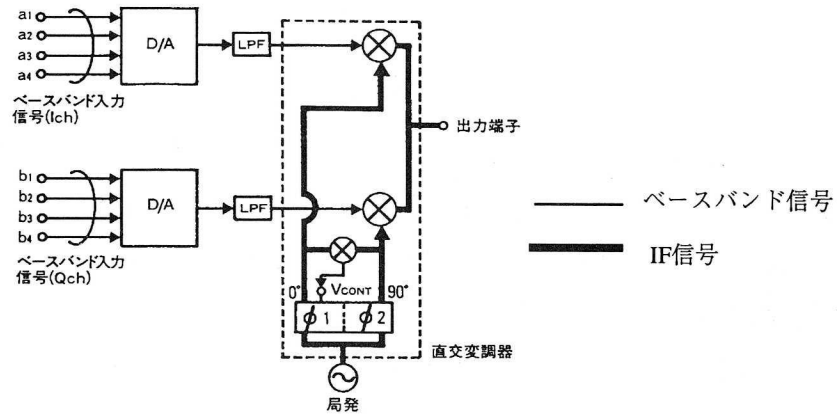 a1
a2
a3
a4
D/A
LPF
ベースバンド入力
信号(Ich)
出力端子
b1
b2
b3
b4
D/A
LPF
ベースバンド入力
信号(Qch)
ベースバンド信号
IF信号
0°
VCONT
90°
φ1
φ2
直交変調器
局発